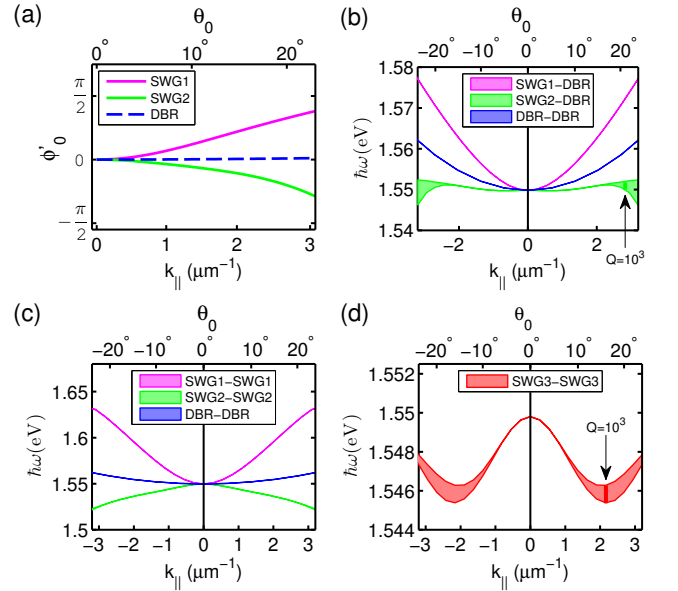 (a)
θ0
0° 10° 20°
π/2
0
−π/2
ϕ'0
SWG1
SWG2
DBR
0 1 2 3
k|| (μm−1)
(b)
θ0
−20° −10° 0° 10° 20°
1.58
1.57
1.56
1.55
1.54
ℏω(eV)
SWG1−DBR
SWG2−DBR
DBR−DBR
Q=10³
−2 0 2
k|| (μm−1)
(c)
θ0
−20° −10° 0° 10° 20°
1.65
1.6
1.55
1.5
ℏω(eV)
SWG1−SWG1
SWG2−SWG2
DBR−DBR
−3 −2 −1 0 1 2 3
k|| (μm−1)
(d)
θ0
−20° −10° 0° 10° 20°
1.552
1.55
1.548
1.546
1.544
ℏω(eV)
SWG3−SWG3
Q=10³
−3 −2 −1 0 1 2 3
k|| (μm−1)